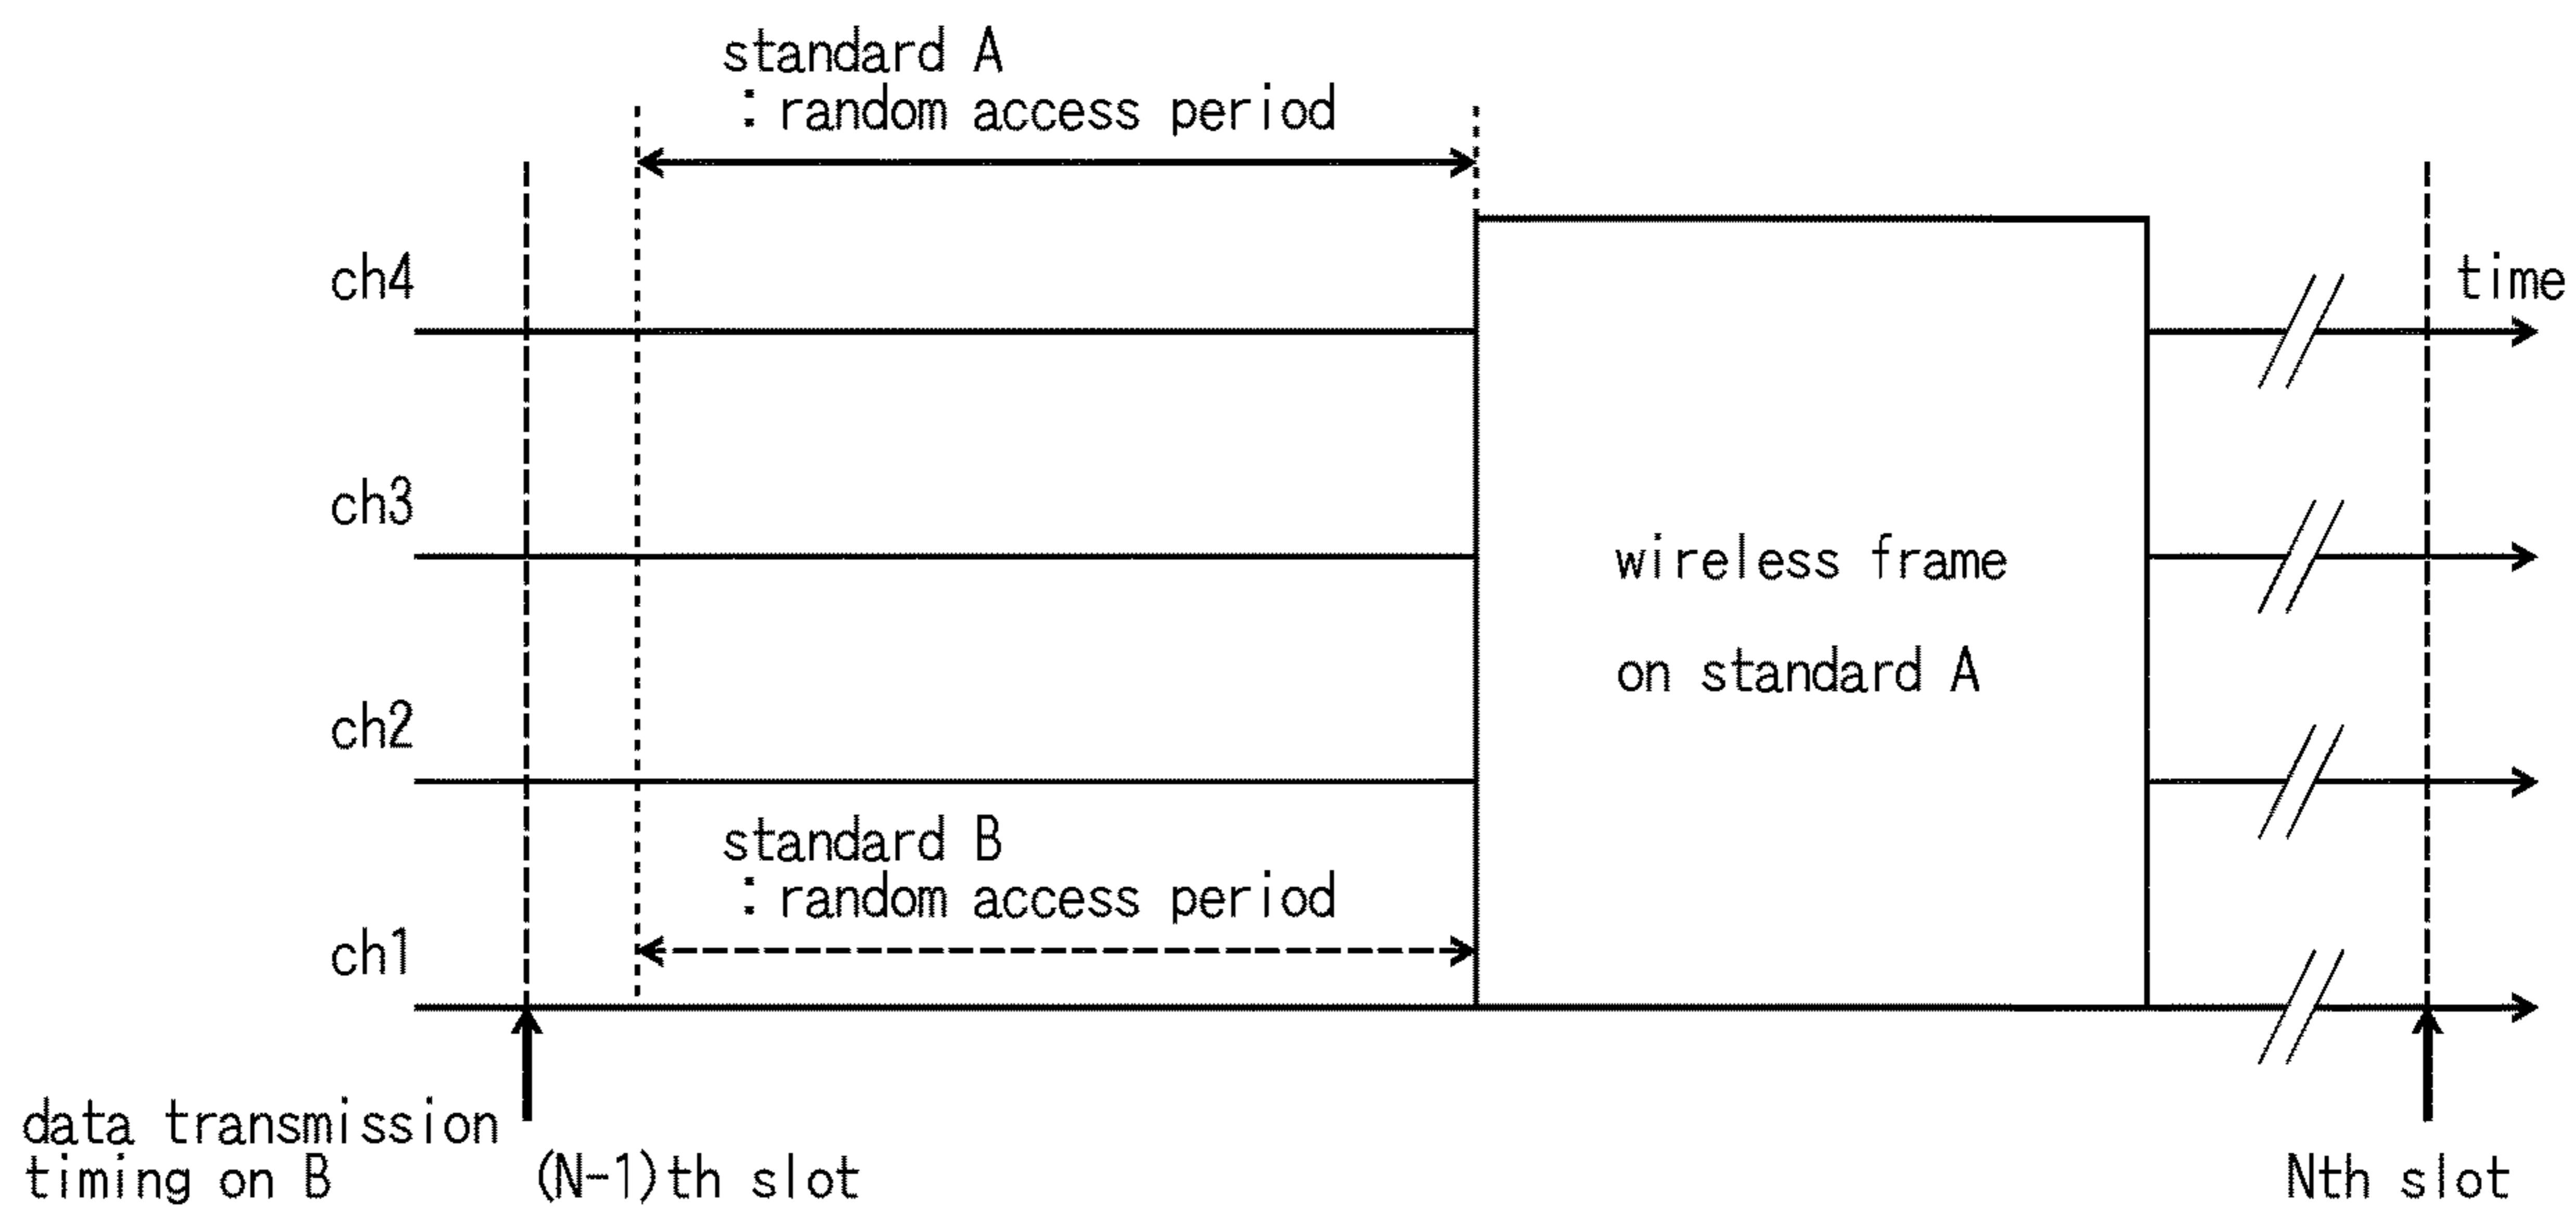 standard A
: random access period
ch4
time
ch3
wireless frame
on standard A
ch2
standard B
: random access period
ch1
data transmission
timing on B
(N-1)th slot
Nth slot